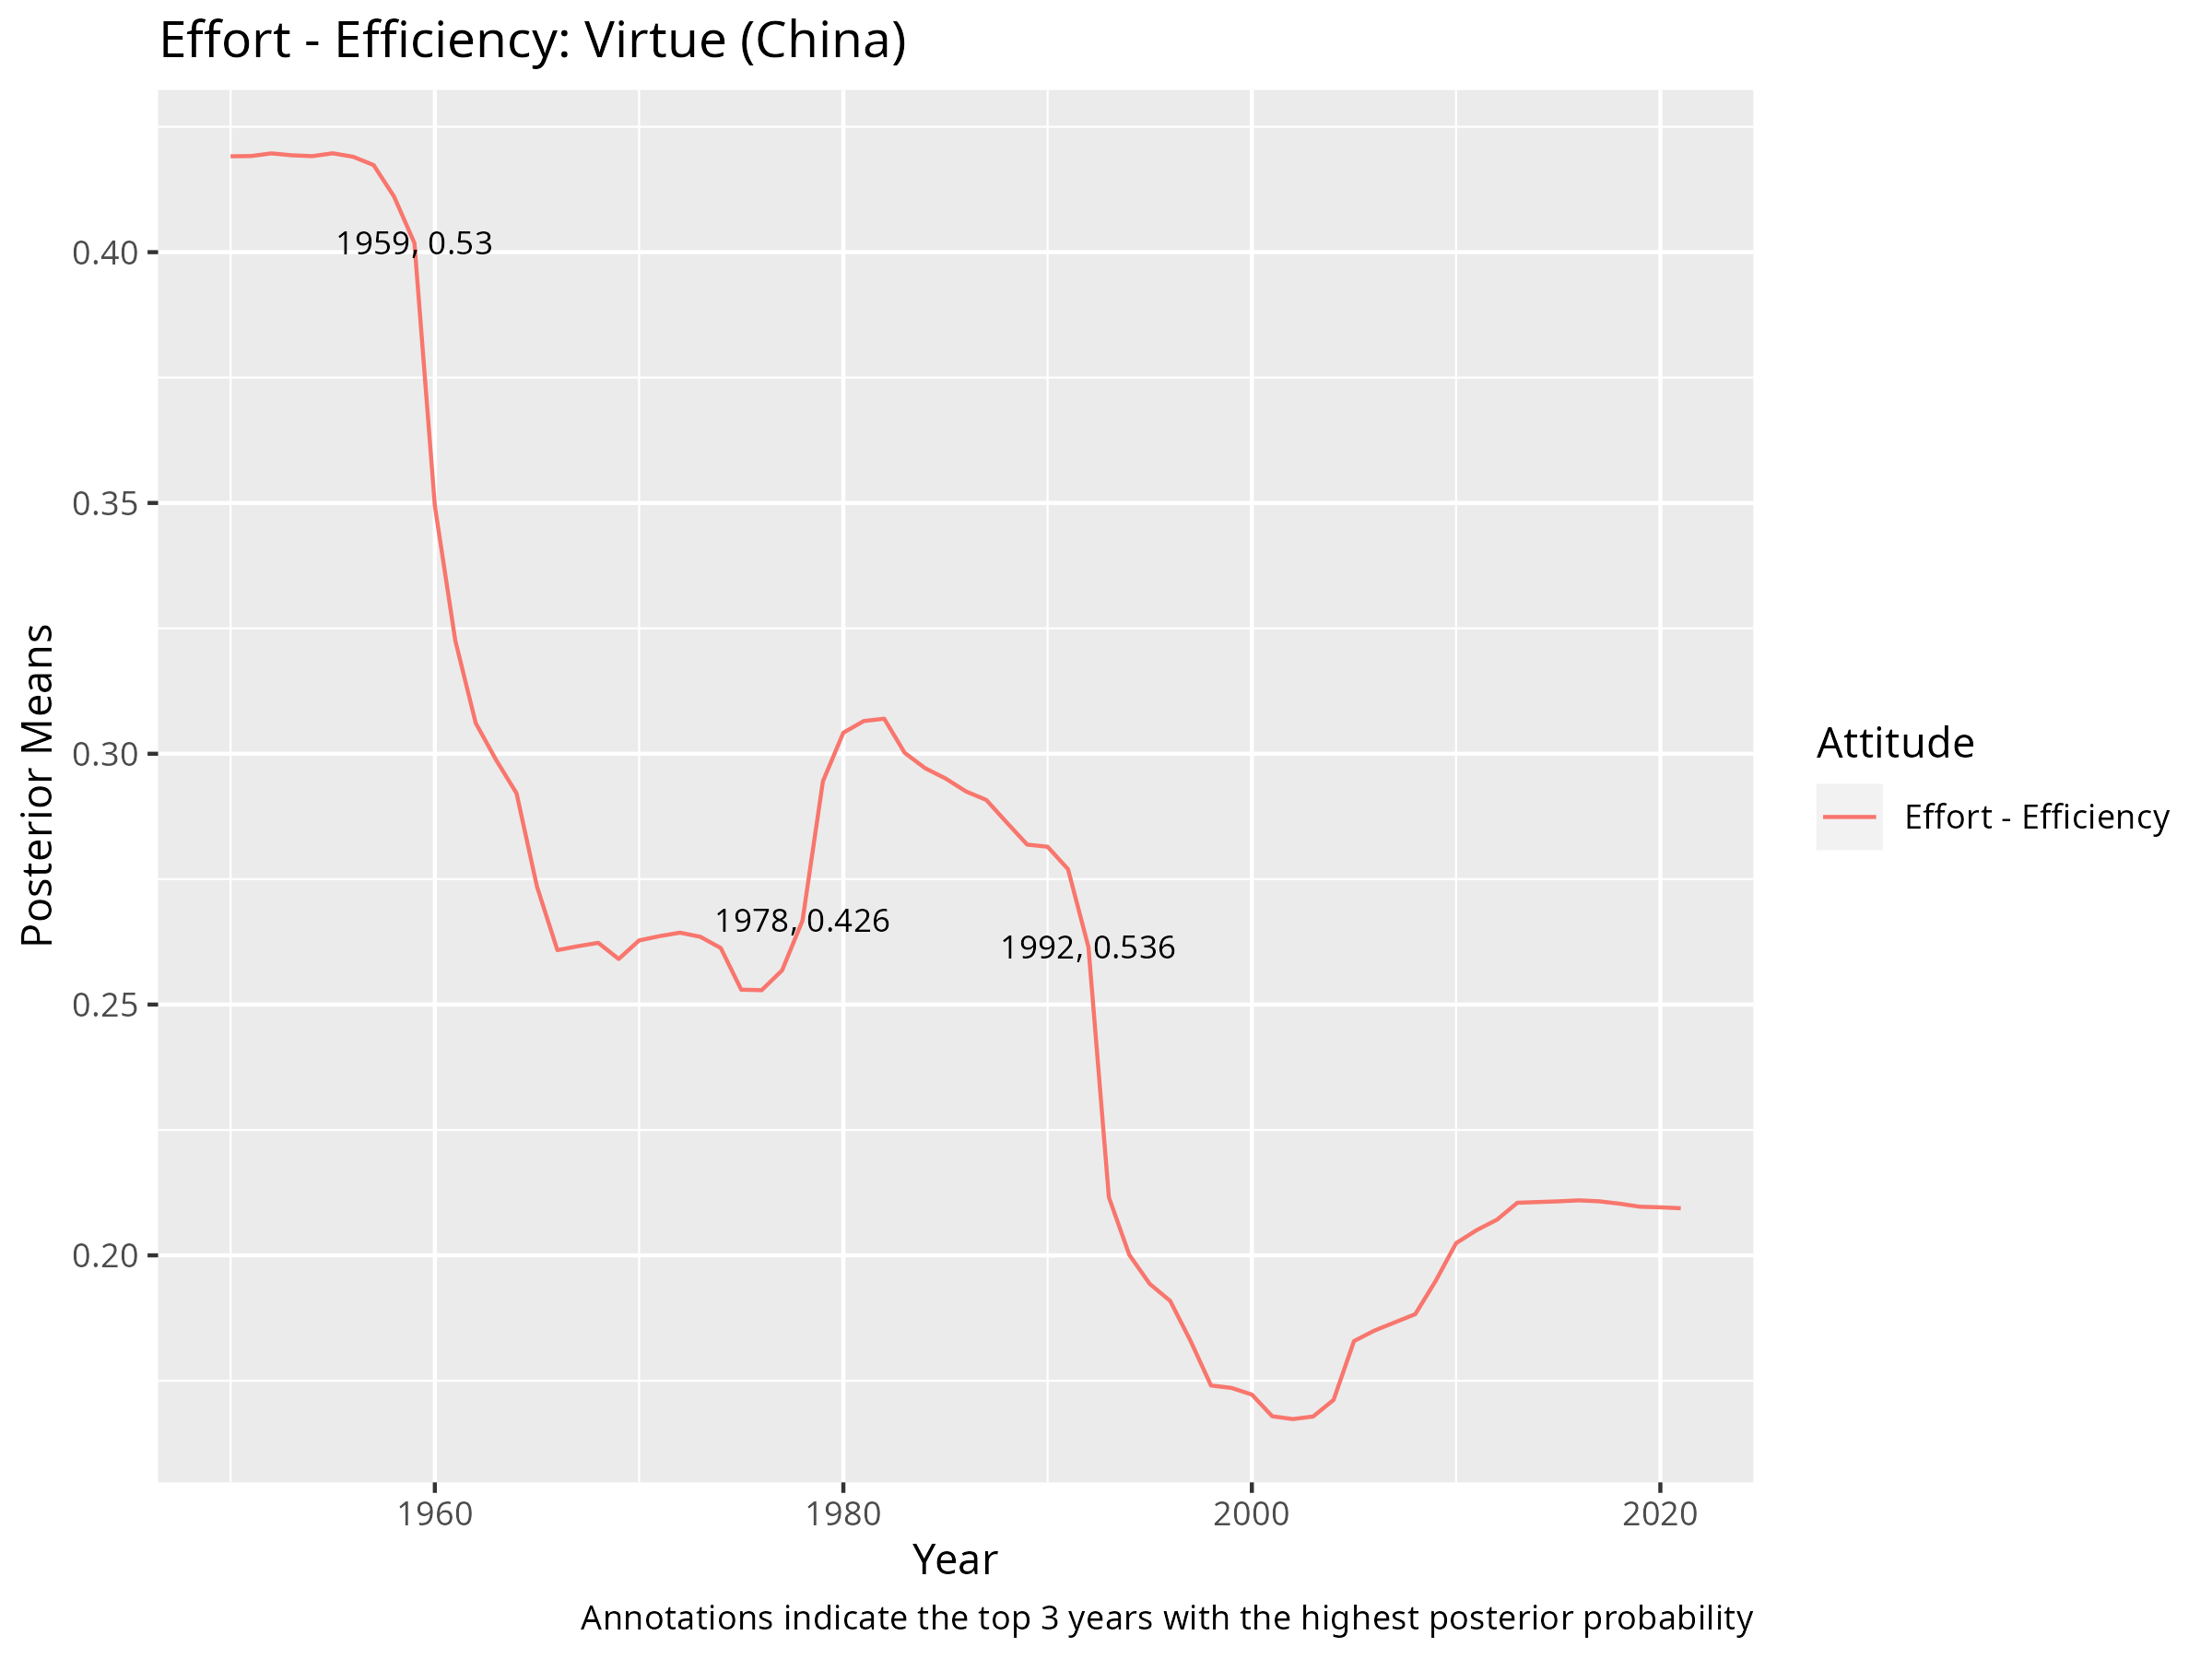 Effort - Efficiency: Virtue (China)
Posterior Means
0.40
0.35
0.30
0.25
0.20
1959, 0.53
1978, 0.426
1992, 0.536
1960
1980
2000
2020
Year
Annotations indicate the top 3 years with the highest posterior probability
Attitude
Effort - Efficiency